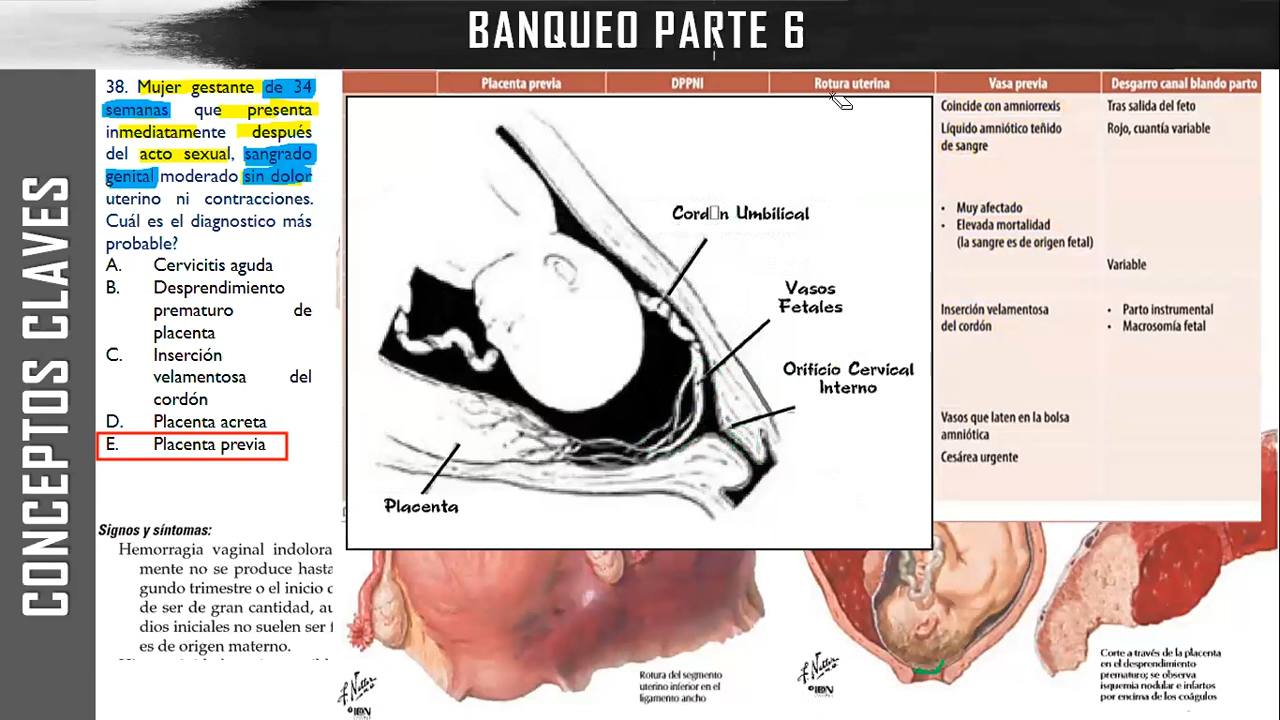 BANQUEO PARTE 6
CONCEPTOS CLAVES
38. Mujer gestante de 34
semanas que presenta
inmediatamente después
del acto sexual, sangrado
genital moderado sin dolor
uterino ni contracciones.
Cuál es el diagnostico más
probable?
A. Cervicitis aguda
B. Desprendimiento
prematuro de
placenta
C. Inserción
velamentosa del
cordón
D. Placenta acreta
E. Placenta previa
Signos y síntomas:
Hemorragia vaginal indolora
mente no se produce hasta
gundo trimestre o el inicio
de ser de gran cantidad,
dios iniciales no suelen ser
es de origen materno.
Placenta previa DPPNI Rotura uterina Vasa previa Desgarro canal blando parto
Coincide con amniorrexis
Tras salida del feto
Líquido amniótico teñido
de sangre
Rojo, cuantía variable
• Muy afectado
• Elevada mortalidad
(la sangre es de origen fetal)
Variable
Inserción velamentosa
del cordón
• Parto instrumental
• Macrosomía fetal
Vasos que laten en la bolsa
amniótica
Cesárea urgente
Cord□n Umbilical
Vasos
Fetales
Orificio Cervical
Interno
Placenta
Rotura del segmento
uterino inferior en el
ligamento ancho
Corte a través de la placenta
en el desprendimiento
prematuro; se observa
isquemia nodular e infartos
por encima de los coágulos
F. Netter
©ICN
F. Netter
©ICN